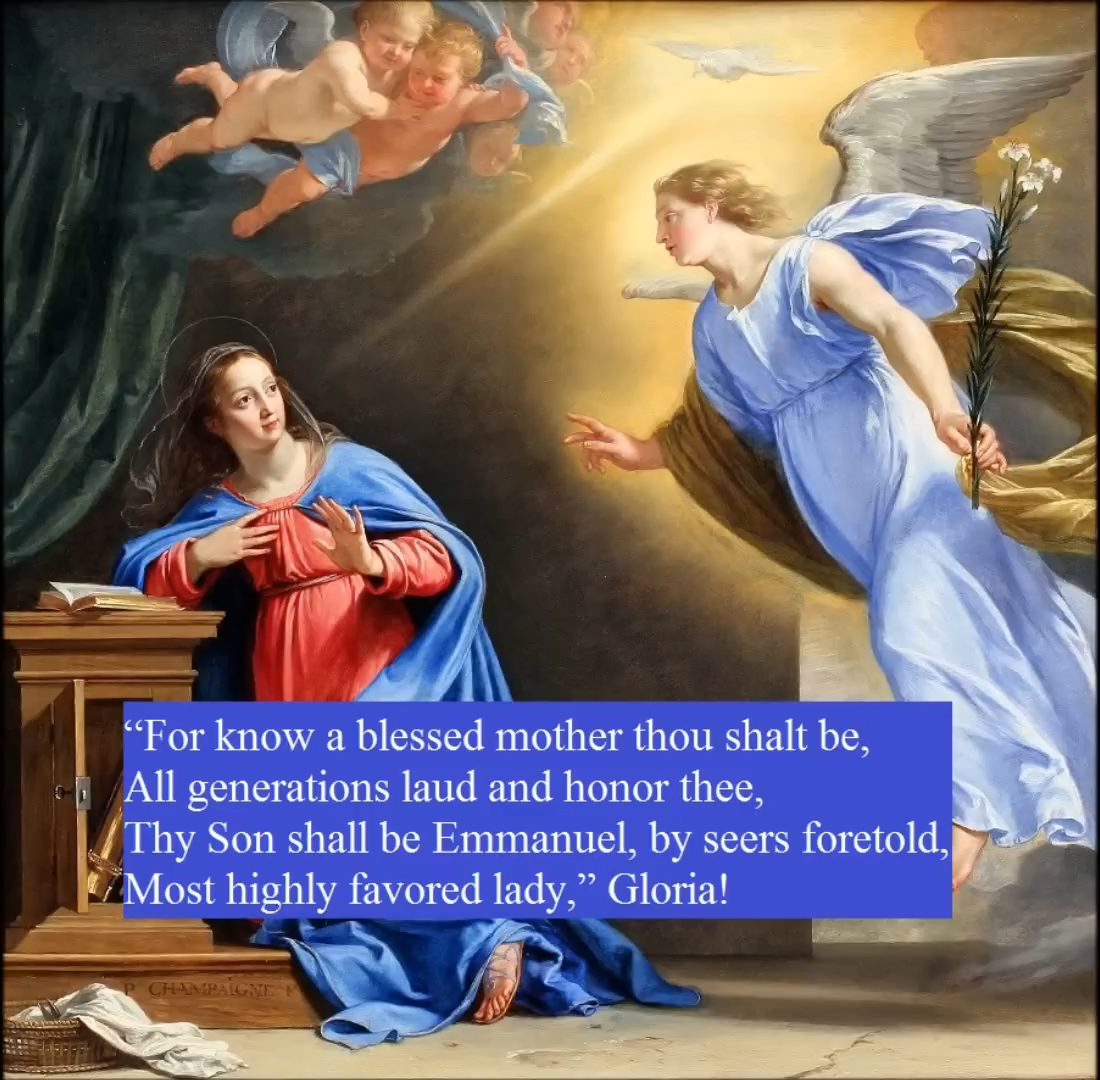 “For know a blessed mother thou shalt be,
All generations laud and honor thee,
Thy Son shall be Emmanuel, by seers foretold,
Most highly favored lady,” Gloria!
P CHAMPAIGNE F